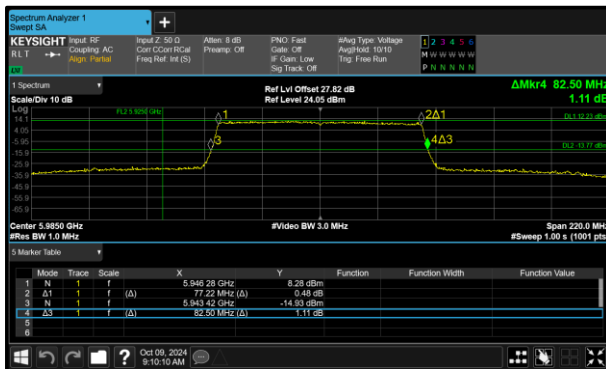 Spectrum Analyzer 1
Swept SA
KEYSIGHT
RLT
Input: RF
Coupling: AC
Align: Partial
Input Z: 50 Ω
Corr CCorr RCal
Freq Ref: Int (S)
Atten: 8 dB
Preamp: Off
PNO: Fast
Gate: Off
IF Gain: Low
Sig Track: Off
#Avg Type: Voltage
Avg|Hold: 10/10
Trig: Free Run
1 2 3 4 5 6
M W W W W W
P N N N N N
1 Spectrum
Scale/Div 10 dB
Ref Lvl Offset 27.82 dB
Ref Level 24.05 dBm
ΔMkr4 82.50 MHz
1.11 dB
Log
14.1
4.05
-5.95
-15.9
-25.9
-35.9
-45.9
-55.9
-65.9
FL2 5.9250 GHz
1
2Δ1
3
4Δ3
DL1 12.23 dBm
DL2 -13.77 dBm
Center 5.9850 GHz
#Res BW 1.0 MHz
#Video BW 3.0 MHz
Span 220.0 MHz
#Sweep 1.00 s (1001 pts)
5 Marker Table
Mode Trace Scale X Y Function Function Width Function Value
1 N 1 f 5.946 28 GHz 8.28 dBm
2 Δ1 1 f (Δ) 77.22 MHz (Δ) 0.48 dB
3 N 1 f 5.943 42 GHz -14.93 dBm
4 Δ3 1 f (Δ) 82.50 MHz (Δ) 1.11 dB
5
6
?
Oct 09, 2024
9:10:10 AM